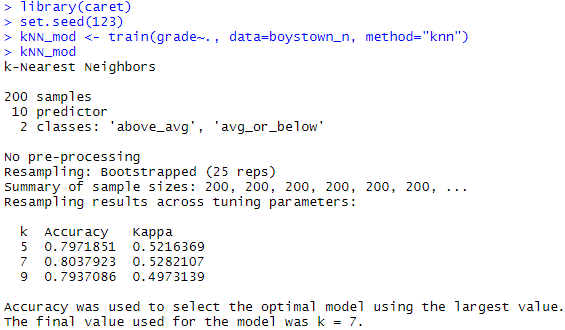 > library(caret)
> set.seed(123)
> kNN_mod <- train(grade~., data=boystown_n, method="knn")
> kNN_mod
k-Nearest Neighbors

200 samples
 10 predictor
  2 classes: 'above_avg', 'avg_or_below'

No pre-processing
Resampling: Bootstrapped (25 reps)
Summary of sample sizes: 200, 200, 200, 200, 200, 200, ...
Resampling results across tuning parameters:

  k  Accuracy   Kappa
  5  0.7971851  0.5216369
  7  0.8037923  0.5282107
  9  0.7937086  0.4973139

Accuracy was used to select the optimal model using the largest value.
The final value used for the model was k = 7.